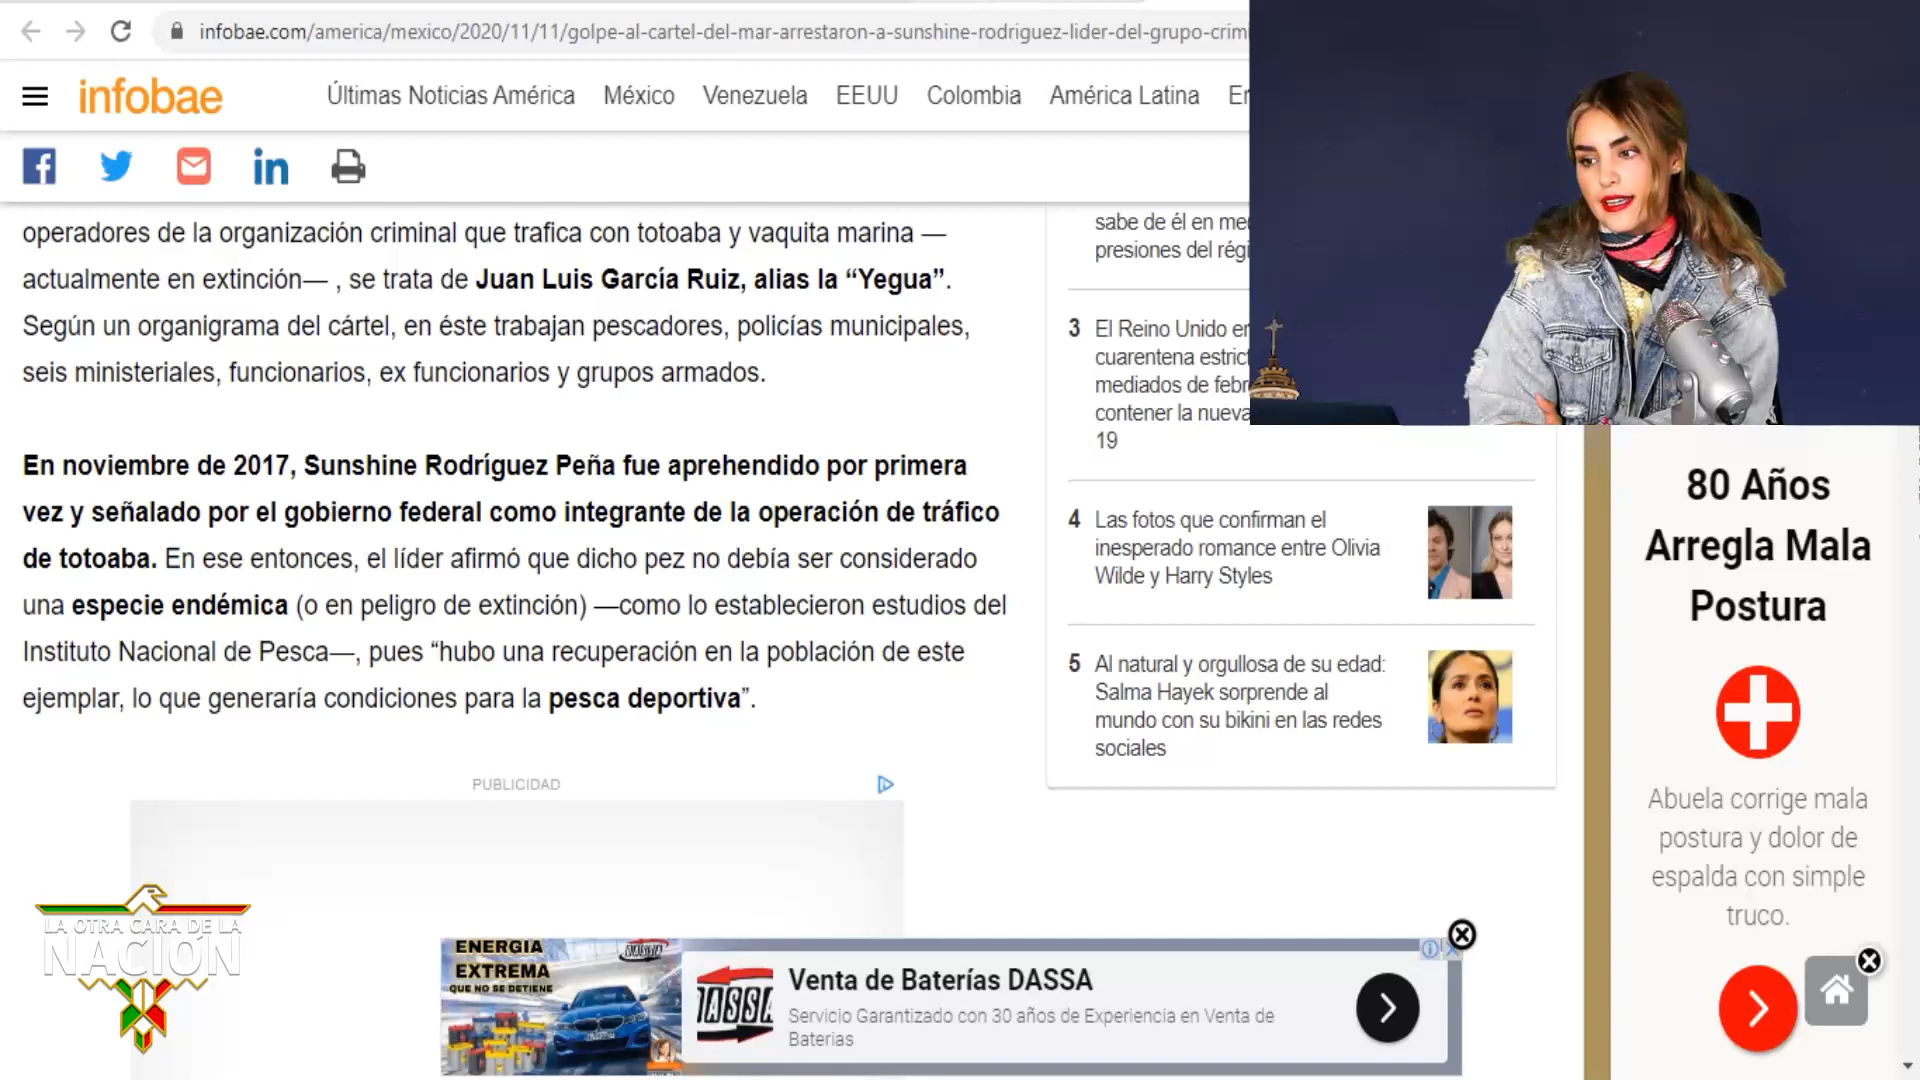 infobae.com/america/mexico/2020/11/11/golpe-al-cartel-del-mar-arrestaron-a-sunshine-rodriguez-lider-del-grupo-crimi
infobae
Últimas Noticias América México Venezuela EEUU Colombia América Latina En
operadores de la organización criminal que trafica con totoaba y vaquita marina —
actualmente en extinción— , se trata de Juan Luis García Ruiz, alias la “Yegua”.
Según un organigrama del cártel, en éste trabajan pescadores, policías municipales,
seis ministeriales, funcionarios, ex funcionarios y grupos armados.
En noviembre de 2017, Sunshine Rodríguez Peña fue aprehendido por primera
vez y señalado por el gobierno federal como integrante de la operación de tráfico
de totoaba. En ese entonces, el líder afirmó que dicho pez no debía ser considerado
una especie endémica (o en peligro de extinción) —como lo establecieron estudios del
Instituto Nacional de Pesca—, pues “hubo una recuperación en la población de este
ejemplar, lo que generaría condiciones para la pesca deportiva”.
PUBLICIDAD
sabe de él en me
presiones del régi
3 El Reino Unido en
cuarentena estrict
mediados de febr
contener la nueva
19
4 Las fotos que confirman el
inesperado romance entre Olivia
Wilde y Harry Styles
5 Al natural y orgullosa de su edad:
Salma Hayek sorprende al
mundo con su bikini en las redes
sociales
80 Años
Arregla Mala
Postura
Abuela corrige mala
postura y dolor de
espalda con simple
truco.
LA OTRA CARA DE LA
NACIÓN
ENERGIA
EXTREMA
QUE NO SE DETIENE
DASSA
Venta de Baterías DASSA
Servicio Garantizado con 30 años de Experiencia en Venta de
Baterias